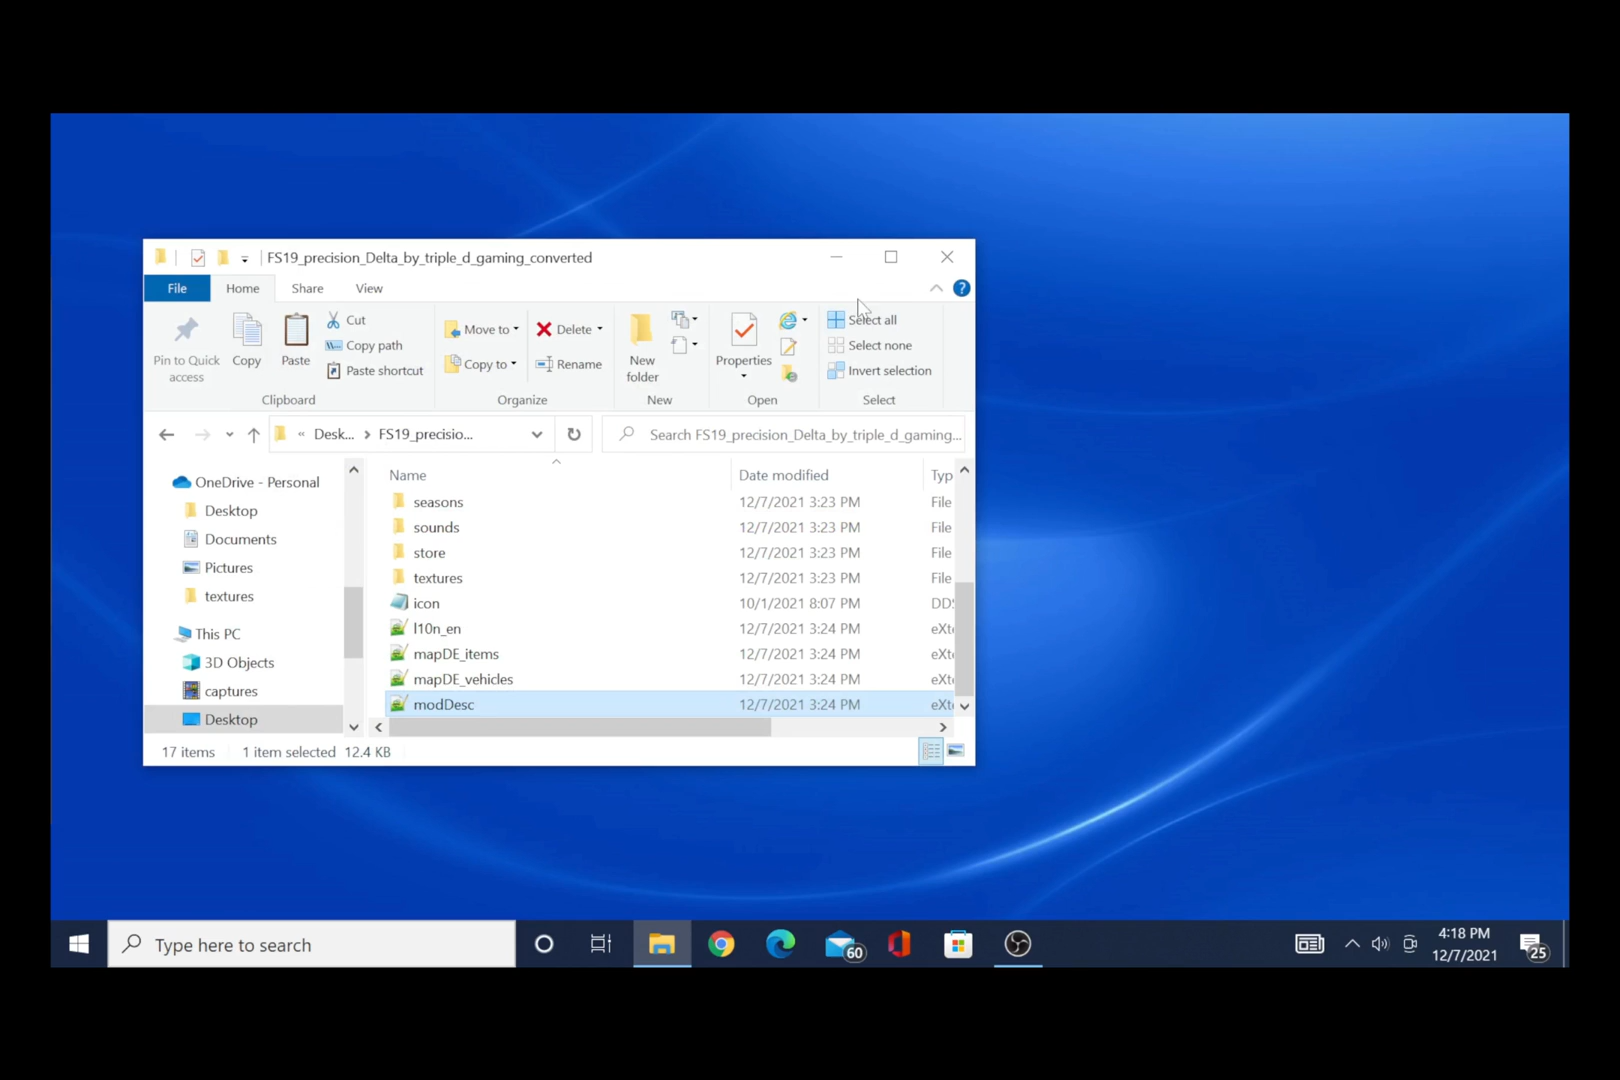 FS19_precision_Delta_by_triple_d_gaming_converted
File Home Share View
Pin to Quick access
Copy
Paste
Cut
Copy path
Paste shortcut
Clipboard
Move to
Copy to
Delete
Rename
Organize
New folder
New
Properties
Open
Select all
Select none
Invert selection
Select
« Desk... > FS19_precisio...
Search FS19_precision_Delta_by_triple_d_gaming...
OneDrive - Personal
Desktop
Documents
Pictures
textures
This PC
3D Objects
captures
Desktop
Name Date modified Typ
seasons 12/7/2021 3:23 PM File
sounds 12/7/2021 3:23 PM File
store 12/7/2021 3:23 PM File
textures 12/7/2021 3:23 PM File
icon 10/1/2021 8:07 PM DDS
l10n_en 12/7/2021 3:24 PM eXte
mapDE_items 12/7/2021 3:24 PM eXte
mapDE_vehicles 12/7/2021 3:24 PM eXte
modDesc 12/7/2021 3:24 PM eXte
17 items 1 item selected 12.4 KB
Type here to search
60
4:18 PM
12/7/2021
25